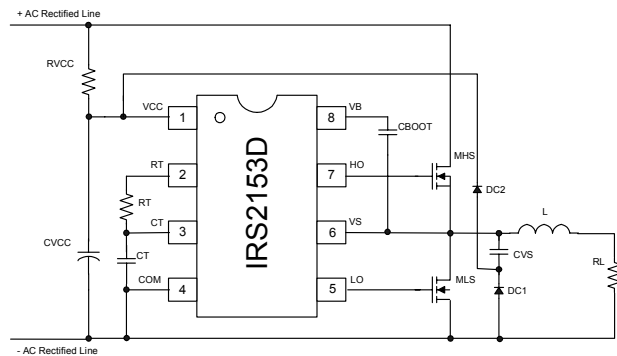 + AC Rectified Line
RVCC
VCC
1
8
VB
CBOOT
MHS
RT
2
7
HO
RT
IRS2153D
DC2
CT
3
6
VS
L
CVCC
CT
CVS
RL
COM
4
5
LO
MLS
DC1
- AC Rectified Line